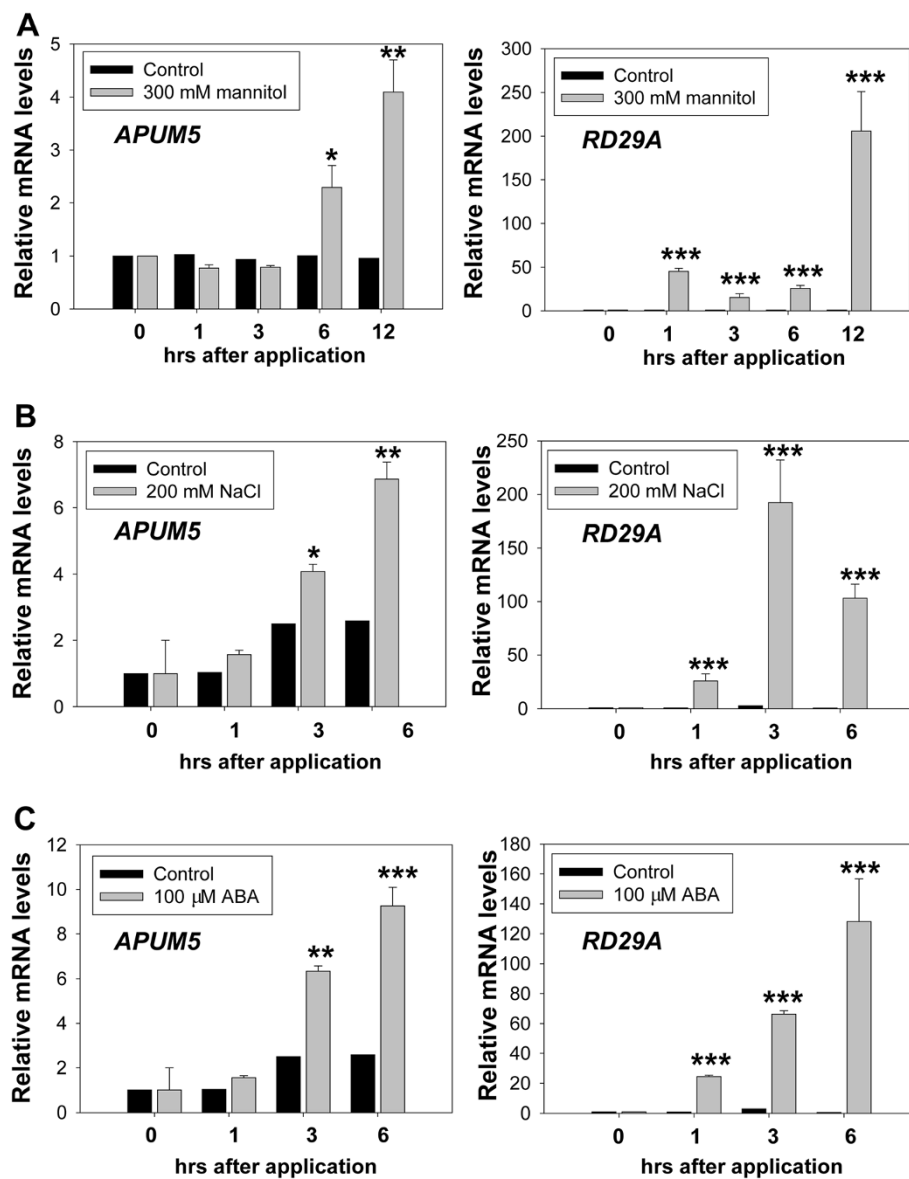 A
Relative mRNA levels
5
4
3
2
1
0
Control
300 mM mannitol
APUM5
*
**
0 1 3 6 12
hrs after application
Relative mRNA levels
300
250
200
150
100
50
0
Control
300 mM mannitol
RD29A
***
***
***
***
0 1 3 6 12
hrs after application
B
Relative mRNA levels
8
6
4
2
0
Control
200 mM NaCl
APUM5
*
**
0 1 3 6
hrs after application
Relative mRNA levels
250
200
150
100
50
0
Control
200 mM NaCl
RD29A
***
***
***
0 1 3 6
hrs after application
C
Relative mRNA levels
12
10
8
6
4
2
0
Control
100 μM ABA
APUM5
**
***
0 1 3 6
hrs after application
Relative mRNA levels
180
160
140
120
100
80
60
40
20
0
Control
100 μM ABA
RD29A
***
***
***
0 1 3 6
hrs after application